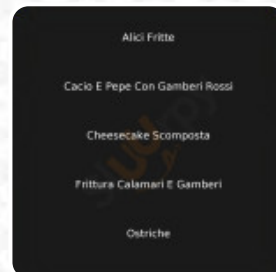 Alici Fritte
Cacio E Pepe Con Gamberi Rossi
Cheesecake Scomposta
Frittura Calamari E Gamberi
Ostriche